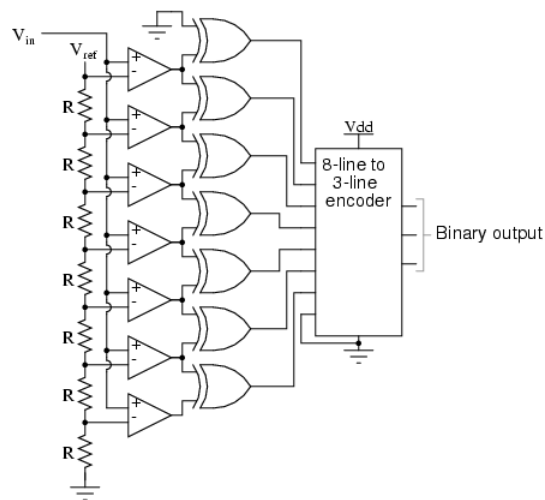 Vin
Vref
R
R
R
R
R
R
R
+
-
+
-
+
-
+
-
+
-
+
-
+
-
Vdd
8-line to
3-line
encoder
Binary output